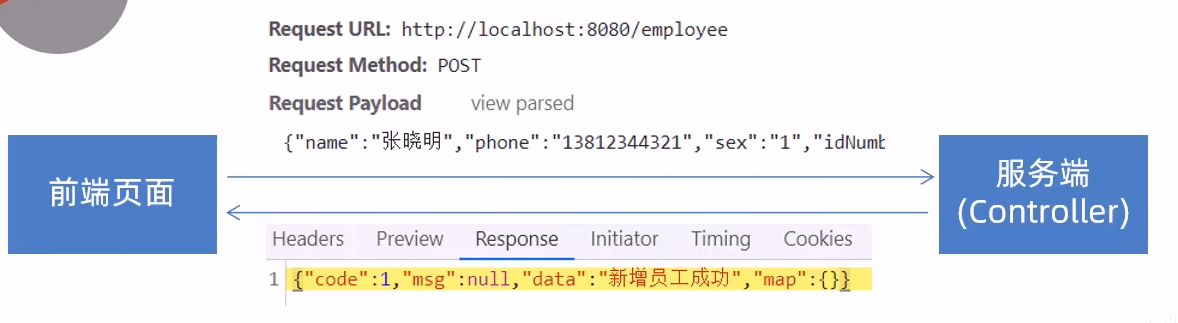 Request URL: http://localhost:8080/employee
Request Method: POST
Request Payload view parsed
{"name":"张晓明","phone":"13812344321","sex":"1","idNumb
前端页面
服务端
(Controller)
Headers Preview Response Initiator Timing Cookies
1 {"code":1,"msg":null,"data":"新增员工成功","map":{}}